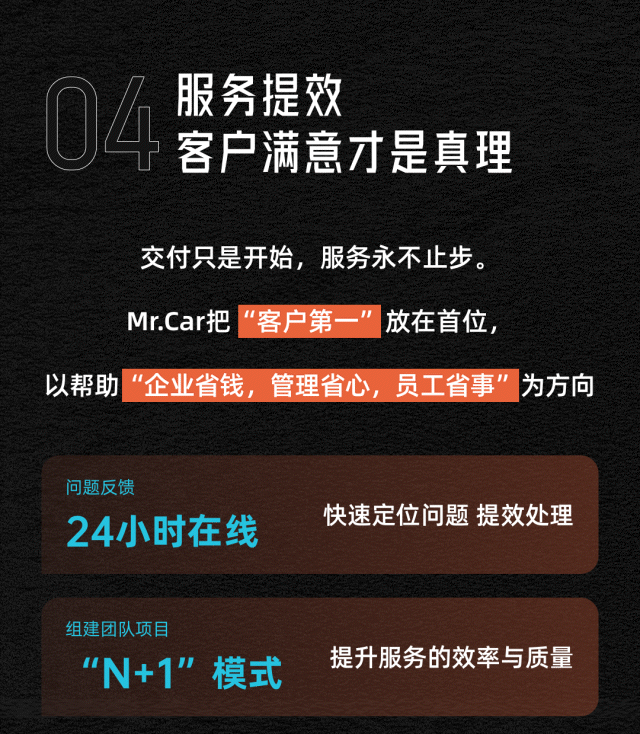 04
服务提效
客户满意才是真理
交付只是开始，服务永不止步。
Mr.Car把“客户第一”放在首位，
以帮助“企业省钱，管理省心，员工省事”为方向
问题反馈
24小时在线
快速定位问题 提效处理
组建团队项目
“N+1”模式
提升服务的效率与质量